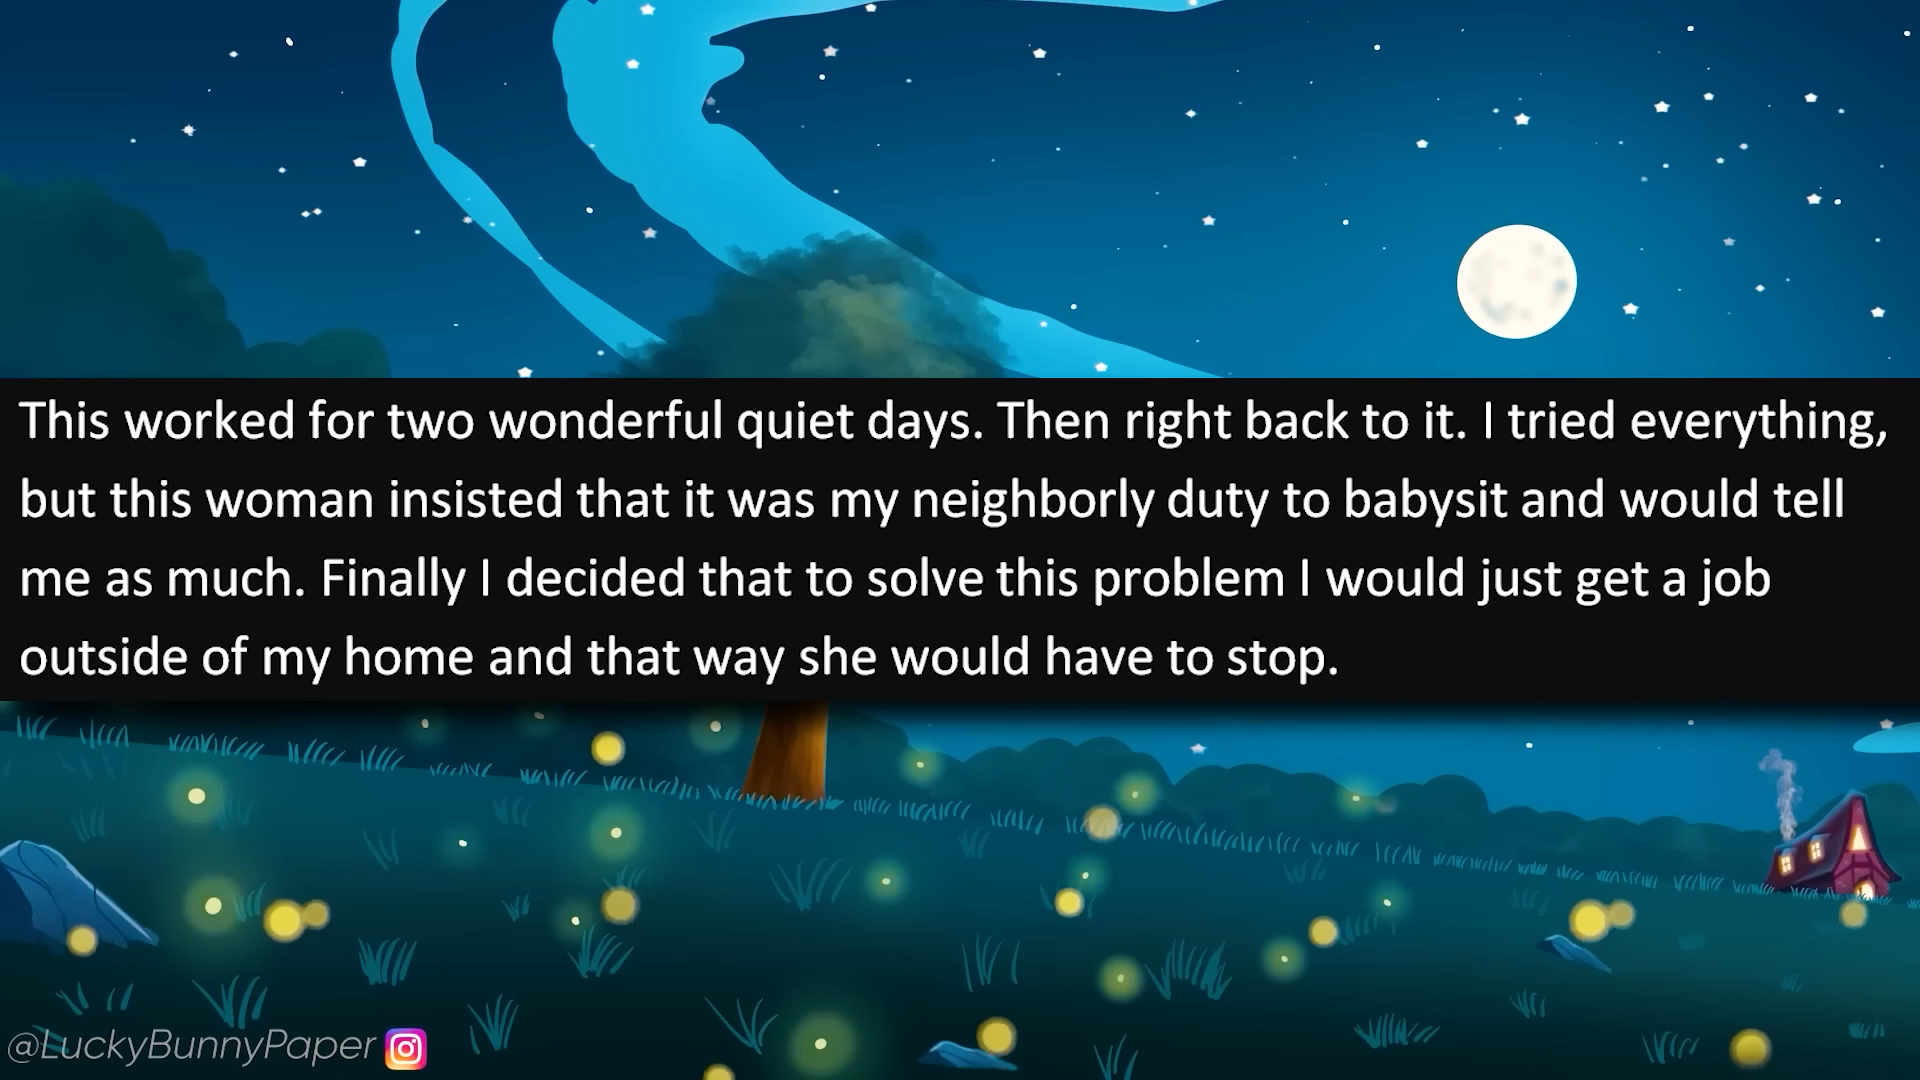 This worked for two wonderful quiet days. Then right back to it. I tried everything,
but this woman insisted that it was my neighborly duty to babysit and would tell
me as much. Finally I decided that to solve this problem I would just get a job
outside of my home and that way she would have to stop.
@LuckyBunnyPaper